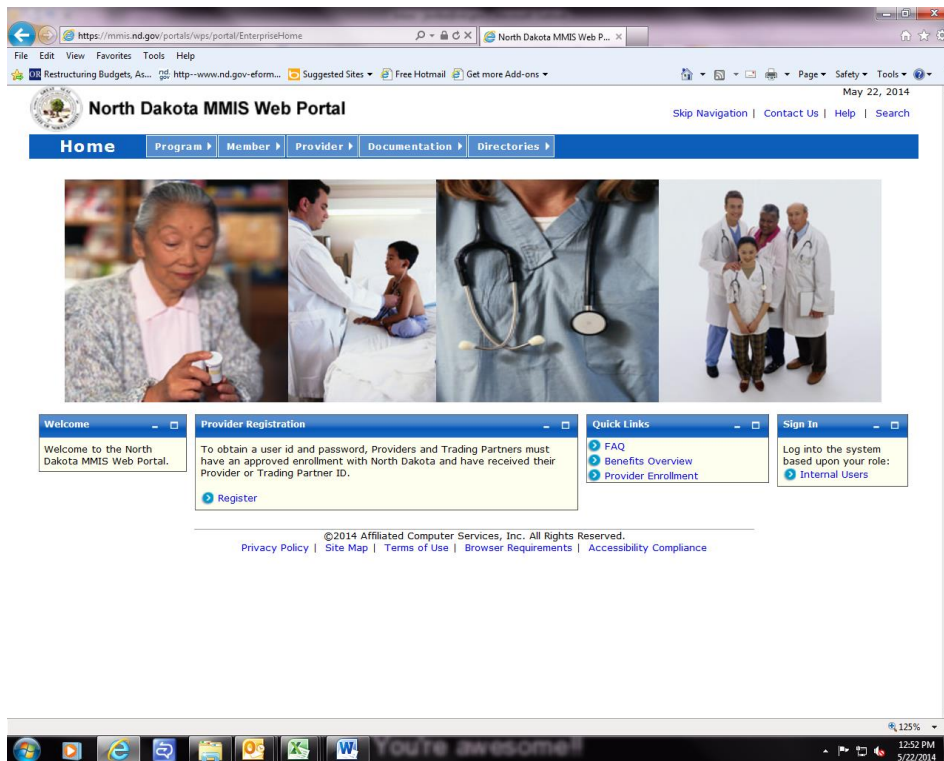 https://mmis.nd.gov/portals/wps/portal/EnterpriseHome
North Dakota MMIS Web P...
File Edit View Favorites Tools Help
OR Restructuring Budgets, As... nd. http--www.nd.gov-eform... Suggested Sites Free Hotmail Get more Add-ons Page Safety Tools
May 22, 2014
North Dakota MMIS Web Portal
Skip Navigation | Contact Us | Help | Search
Home Program Member Provider Documentation Directories
Welcome
Welcome to the North
Dakota MMIS Web Portal.
Provider Registration
To obtain a user id and password, Providers and Trading Partners must
have an approved enrollment with North Dakota and have received their
Provider or Trading Partner ID.
Register
Quick Links
FAQ
Benefits Overview
Provider Enrollment
Sign In
Log into the system
based upon your role:
Internal Users
©2014 Affiliated Computer Services, Inc. All Rights Reserved.
Privacy Policy | Site Map | Terms of Use | Browser Requirements | Accessibility Compliance
125%
You're awesome!!
12:52 PM
5/22/2014